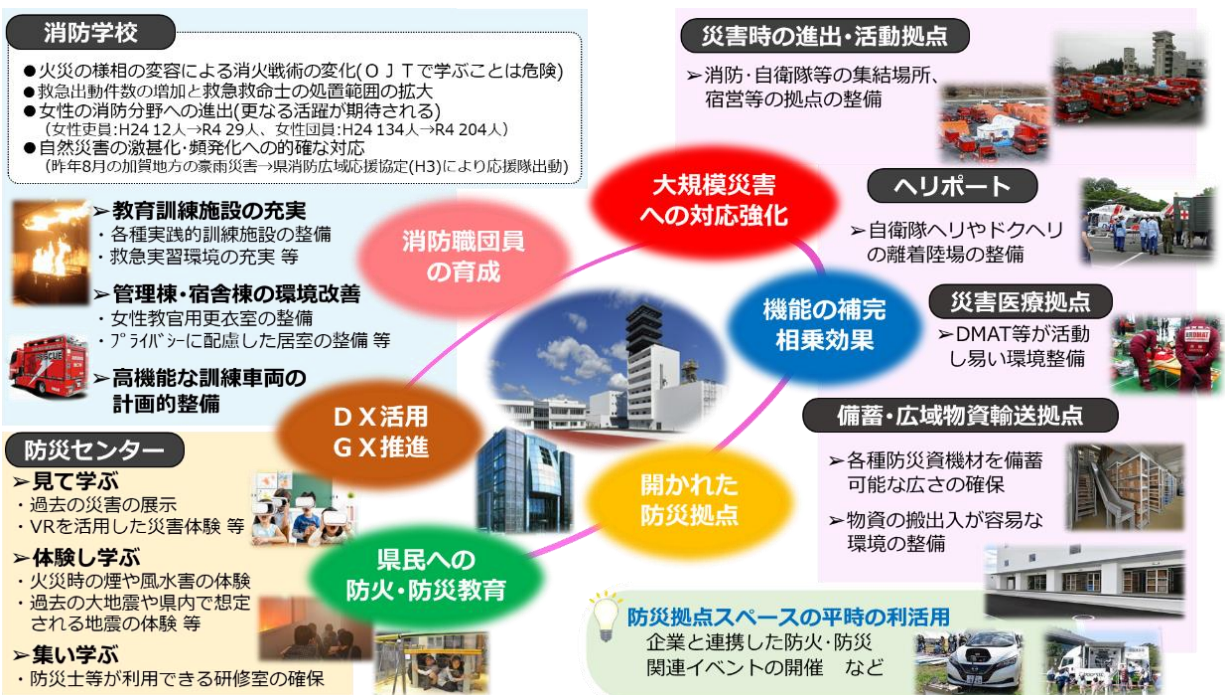 消防学校
●火災の様相の変容による消火戦術の変化(ＯＪＴで学ぶことは危険)
●救急出動件数の増加と救急救命士の処置範囲の拡大
●女性の消防分野への進出(更なる活躍が期待される)
（女性吏員:H24 12人→R4 29人、女性団員:H24 134人→R4 204人）
●自然災害の激甚化･頻発化への的確な対応
（昨年8月の加賀地方の豪雨災害→県消防広域応援協定(H3)により応援隊出動）
➢教育訓練施設の充実
・各種実践的訓練施設の整備
・救急実習環境の充実 等
➢管理棟･宿舎棟の環境改善
・女性教官用更衣室の整備
・ﾌﾟﾗｲﾊﾞｼｰに配慮した居室の整備 等
RESCUE
➢高機能な訓練車両の
計画的整備
防災センター
➢見て学ぶ
・過去の災害の展示
・VRを活用した災害体験 等
➢体験し学ぶ
・火災時の煙や風水害の体験
・過去の大地震や県内で想定
される地震の体験 等
➢集い学ぶ
・防災士等が利用できる研修室の確保
消防職団員
の育成
大規模災害
への対応強化
機能の補完
相乗効果
ＤＸ活用
ＧＸ推進
開かれた
防災拠点
県民への
防火・防災教育
災害時の進出･活動拠点
➢消防･自衛隊等の集結場所、
宿営等の拠点の整備
ヘリポート
➢自衛隊ヘリやドクヘリ
の離着陸場の整備
災害医療拠点
➢DMAT等が活動
し易い環境整備
備蓄・広域物資輸送拠点
➢各種防災資機材を備蓄
可能な広さの確保
➢物資の搬出入が容易な
環境の整備
防災拠点スペースの平時の利活用
企業と連携した防火･防災
関連イベントの開催　など